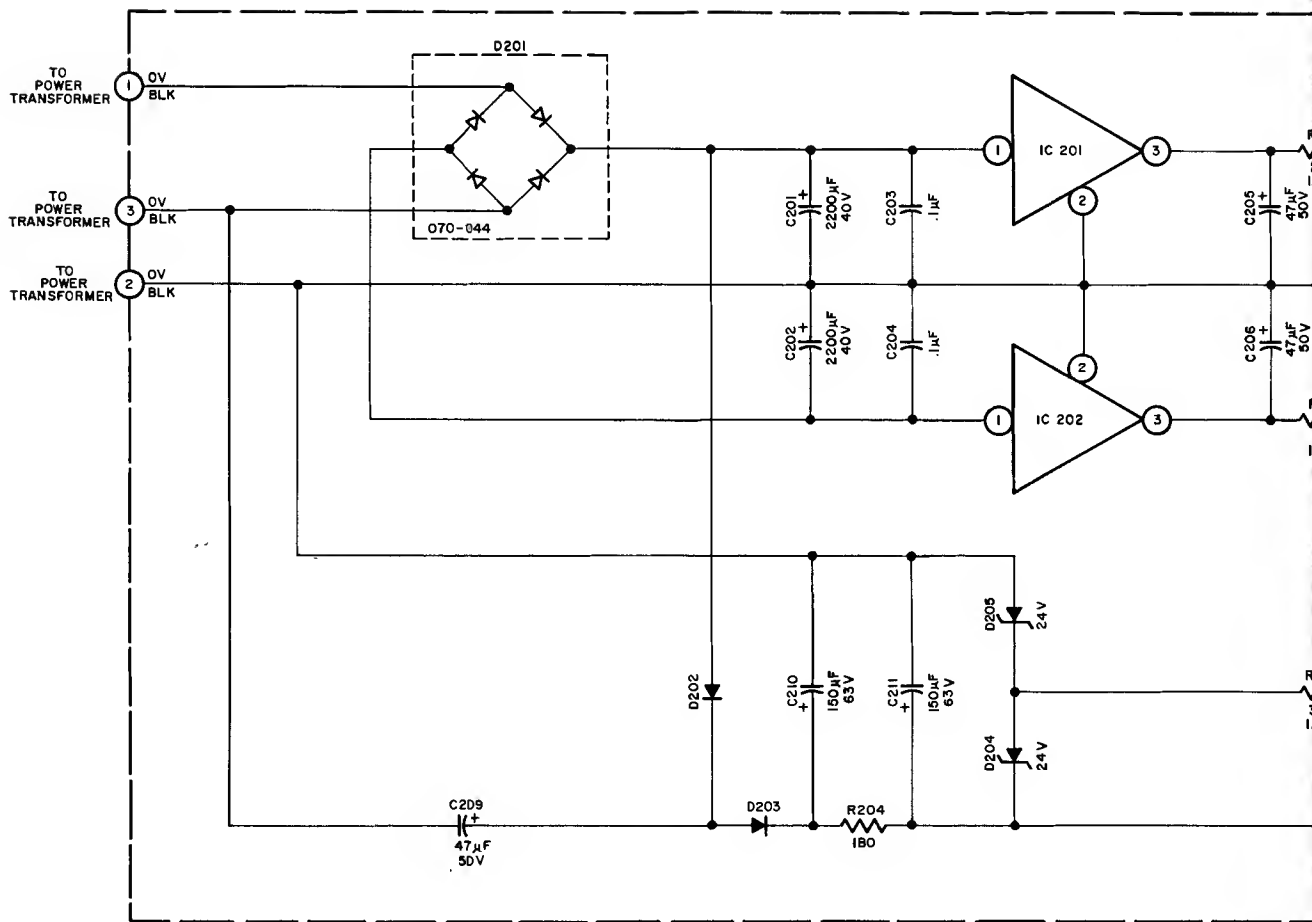 D201
TO
POWER
TRANSFORMER
1
0V
BLK
TO
POWER
TRANSFORMER
3
0V
BLK
070-044
TO
POWER
TRANSFORMER
2
0V
BLK
C201
+
2200µF
40V
C203
.1µF
1
IC 201
3
2
C205
+
47µF
50V
R
C202
+
2200µF
40V
C204
.1µF
1
IC 202
3
2
C206
+
47µF
50V
D202
C210
+
150µF
63V
C211
+
150µF
63V
D205
24V
D204
24V
R
C2D9
+
47µF
5DV
D203
R204
1B0